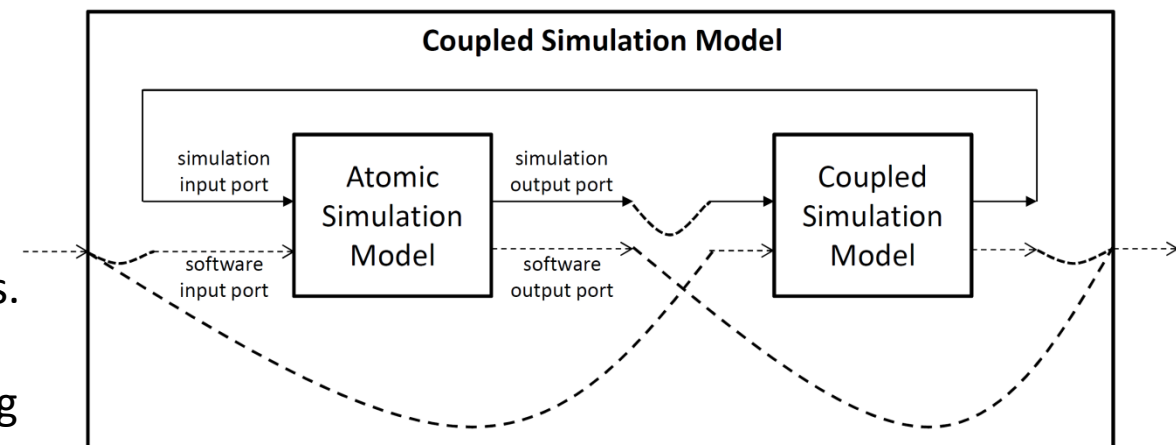 Coupled Simulation Model
simulation
input port
Atomic
Simulation
Model
simulation
output port
Coupled
Simulation
Model
software
input port
software
output port
s.
g